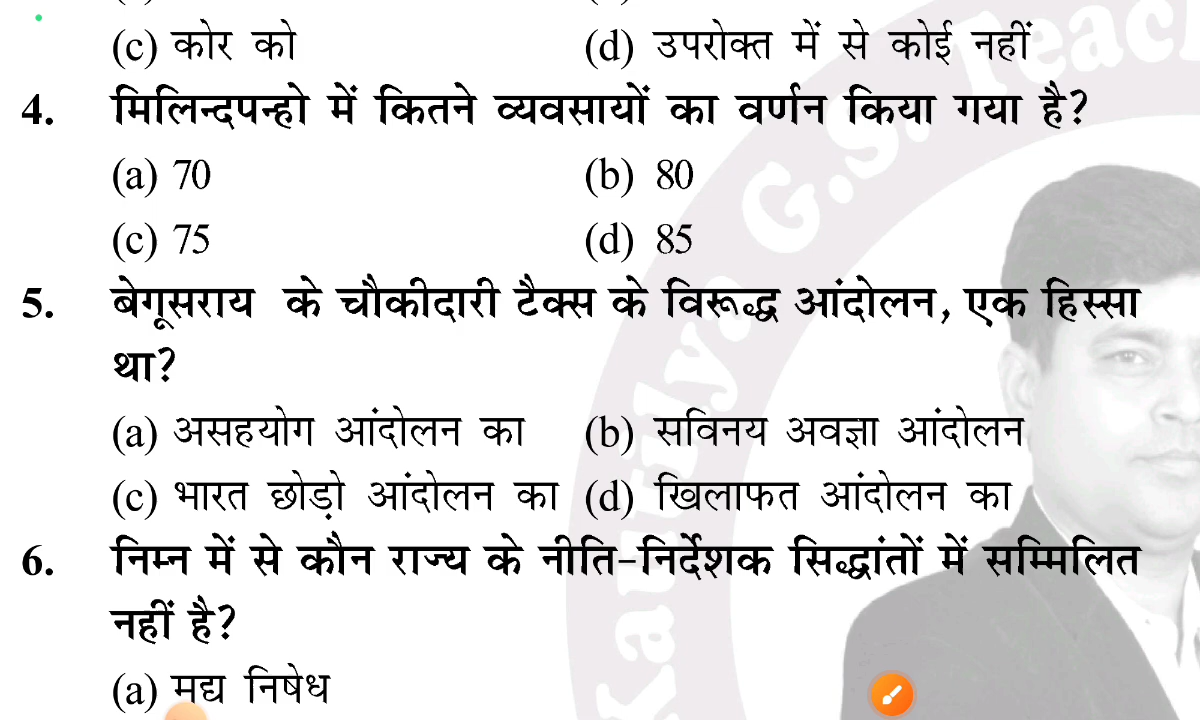 (c) कोर को (d) उपरोक्त में से कोई नहीं
4. मिलिन्दपन्हो में कितने व्यवसायों का वर्णन किया गया है?
(a) 70 (b) 80
(c) 75 (d) 85
5. बेगूसराय के चौकीदारी टैक्स के विरूद्ध आंदोलन, एक हिस्सा
था?
(a) असहयोग आंदोलन का (b) सविनय अवज्ञा आंदोलन
(c) भारत छोड़ो आंदोलन का (d) खिलाफत आंदोलन का
6. निम्न में से कौन राज्य के नीति-निर्देशक सिद्धांतों में सम्मिलित
नहीं है?
(a) मद्य निषेध